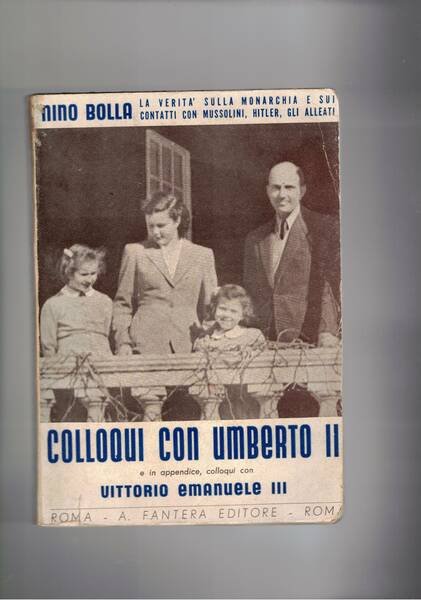 NINO BOLLA
LA VERITA' SULLA MONARCHIA E SUI
CONTATTI CON MUSSOLINI, HITLER, GLI ALLEATI
COLLOQUI CON UMBERTO II
e in appendice, colloqui con
VITTORIO EMANUELE III
ROMA - A. FANTERA EDITORE - ROM